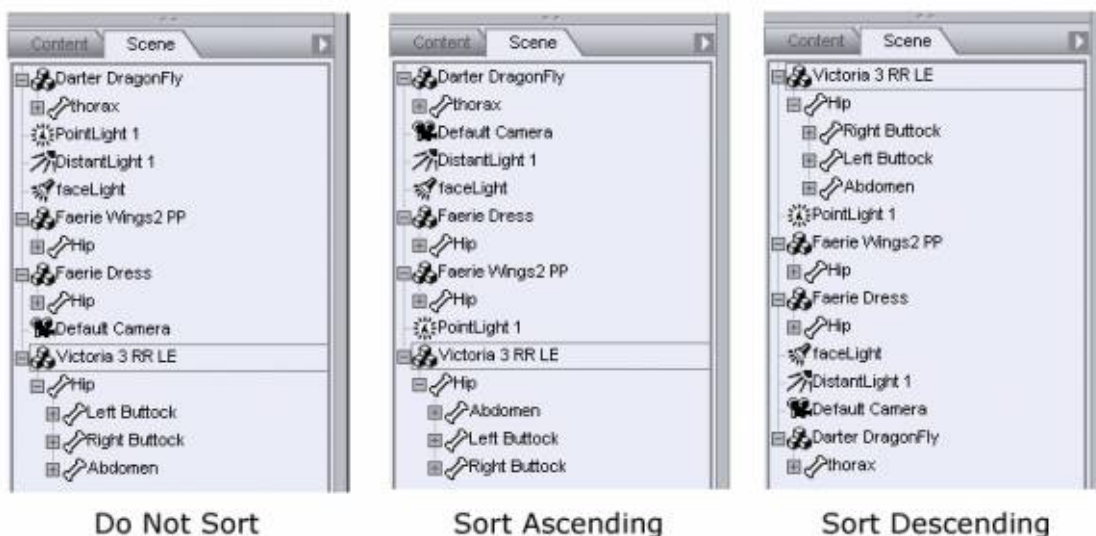 Content Scene
Darter DragonFly
thorax
PointLight 1
DistantLight 1
faceLight
Faerie Wings2 PP
Hip
Faerie Dress
Hip
Default Camera
Victoria 3 RR LE
Hip
Left Buttock
Right Buttock
Abdomen
Do Not Sort
Content Scene
Darter DragonFly
thorax
Default Camera
DistantLight 1
faceLight
Faerie Dress
Hip
Faerie Wings2 PP
Hip
PointLight 1
Victoria 3 RR LE
Hip
Abdomen
Left Buttock
Right Buttock
Sort Ascending
Content Scene
Victoria 3 RR LE
Hip
Right Buttock
Left Buttock
Abdomen
PointLight 1
Faerie Wings2 PP
Hip
Faerie Dress
Hip
faceLight
DistantLight 1
Default Camera
Darter DragonFly
thorax
Sort Descending